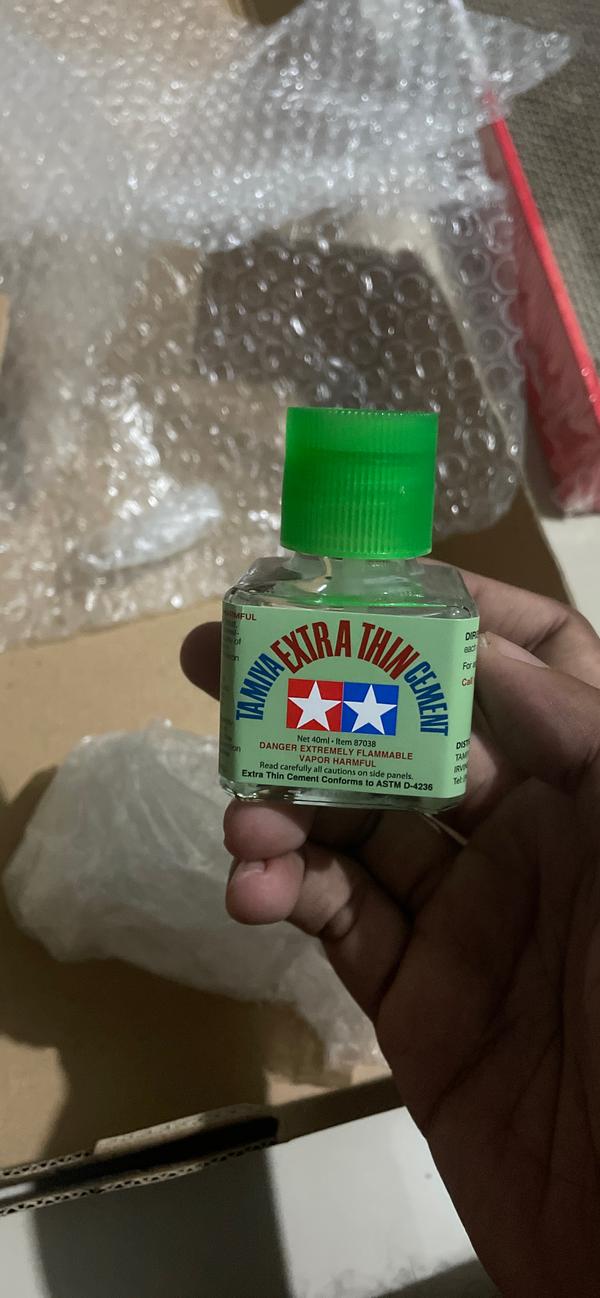 TAMIYA EXTRA THIN CEMENT
Net 40ml • Item 87038
DANGER EXTREMELY FLAMMABLE
VAPOR HARMFUL
Read carefully all cautions on side panels.
Extra Thin Cement Conforms to ASTM D-4236